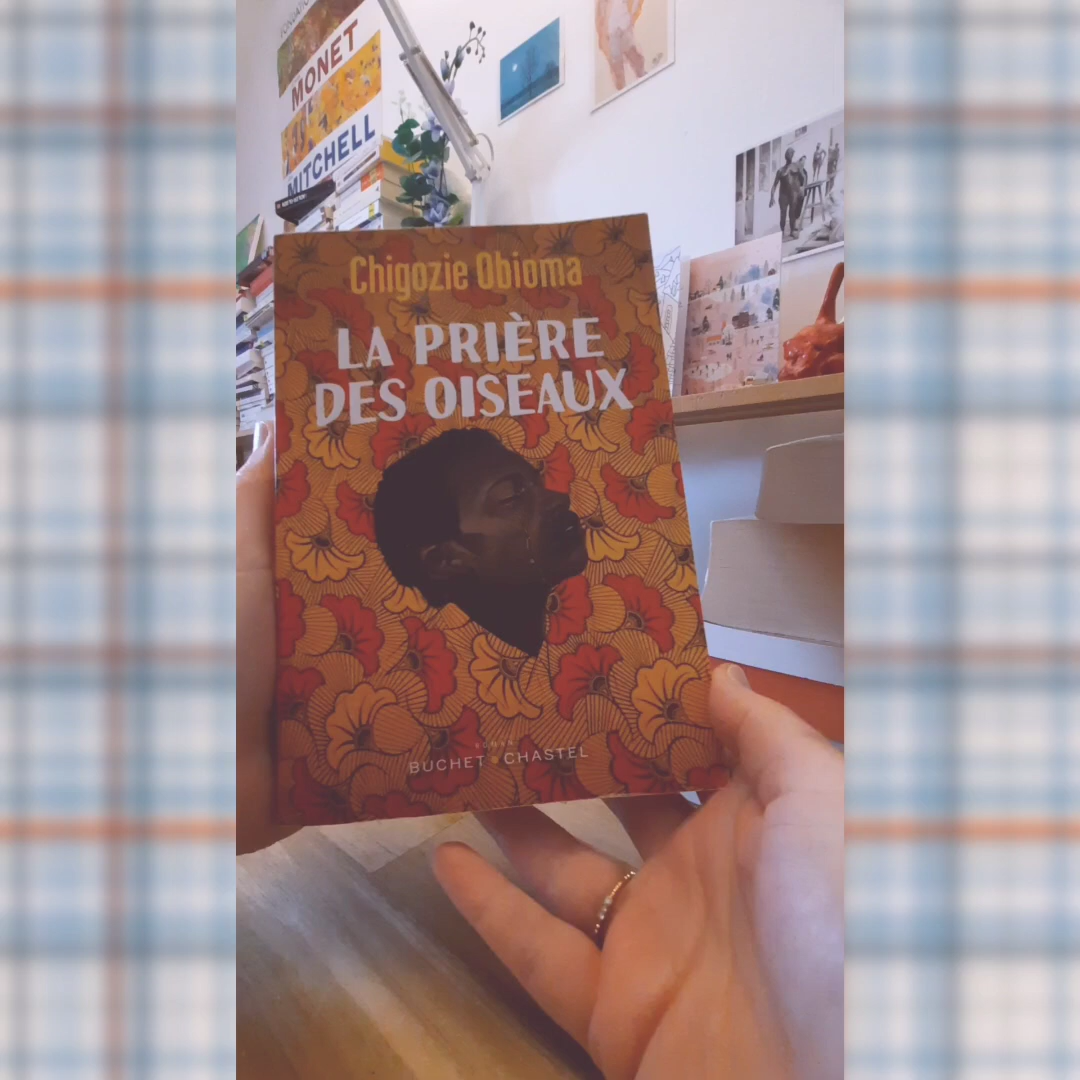 MONET
MITCHELL
Chigozie Obioma
LA PRIÈRE
DES OISEAUX
ROMAN
BUCHET • CHASTEL